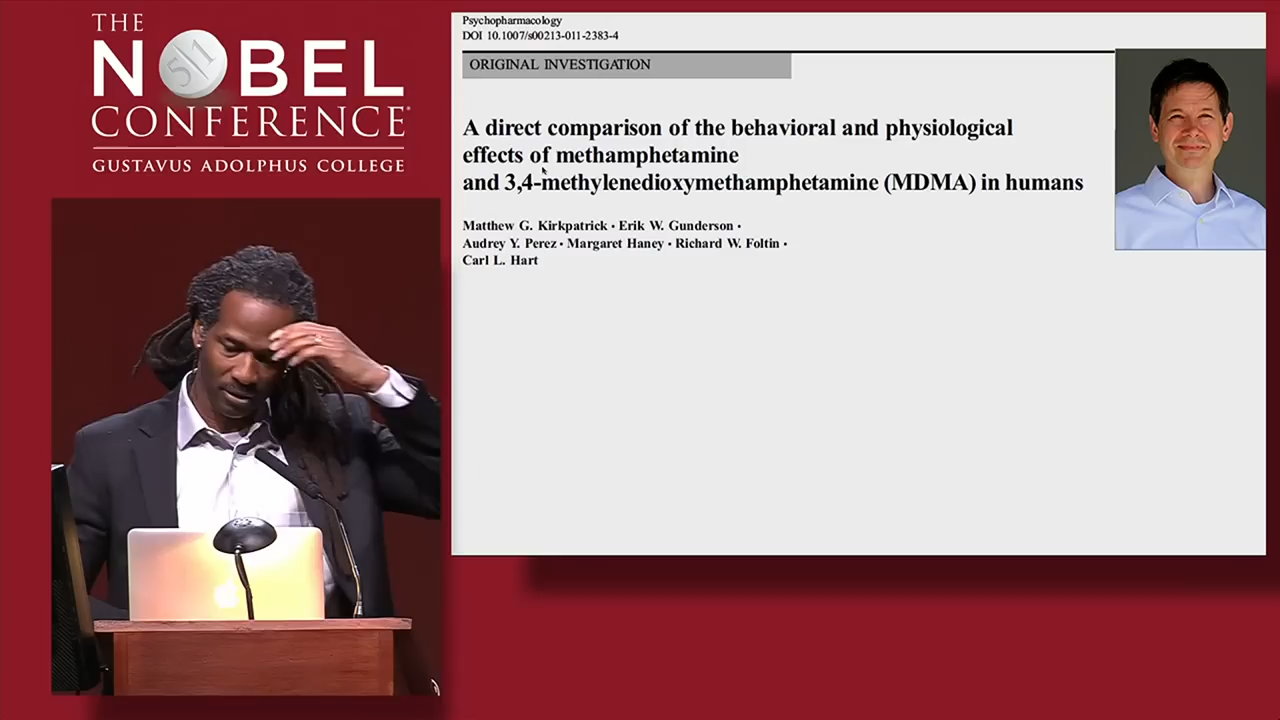 THE
NOBEL
51
CONFERENCE®
GUSTAVUS ADOLPHUS COLLEGE
Psychopharmacology
DOI 10.1007/s00213-011-2383-4
ORIGINAL INVESTIGATION
A direct comparison of the behavioral and physiological
effects of methamphetamine
and 3,4-methylenedioxymethamphetamine (MDMA) in humans
Matthew G. Kirkpatrick • Erik W. Gunderson •
Audrey Y. Perez • Margaret Haney • Richard W. Foltin •
Carl L. Hart